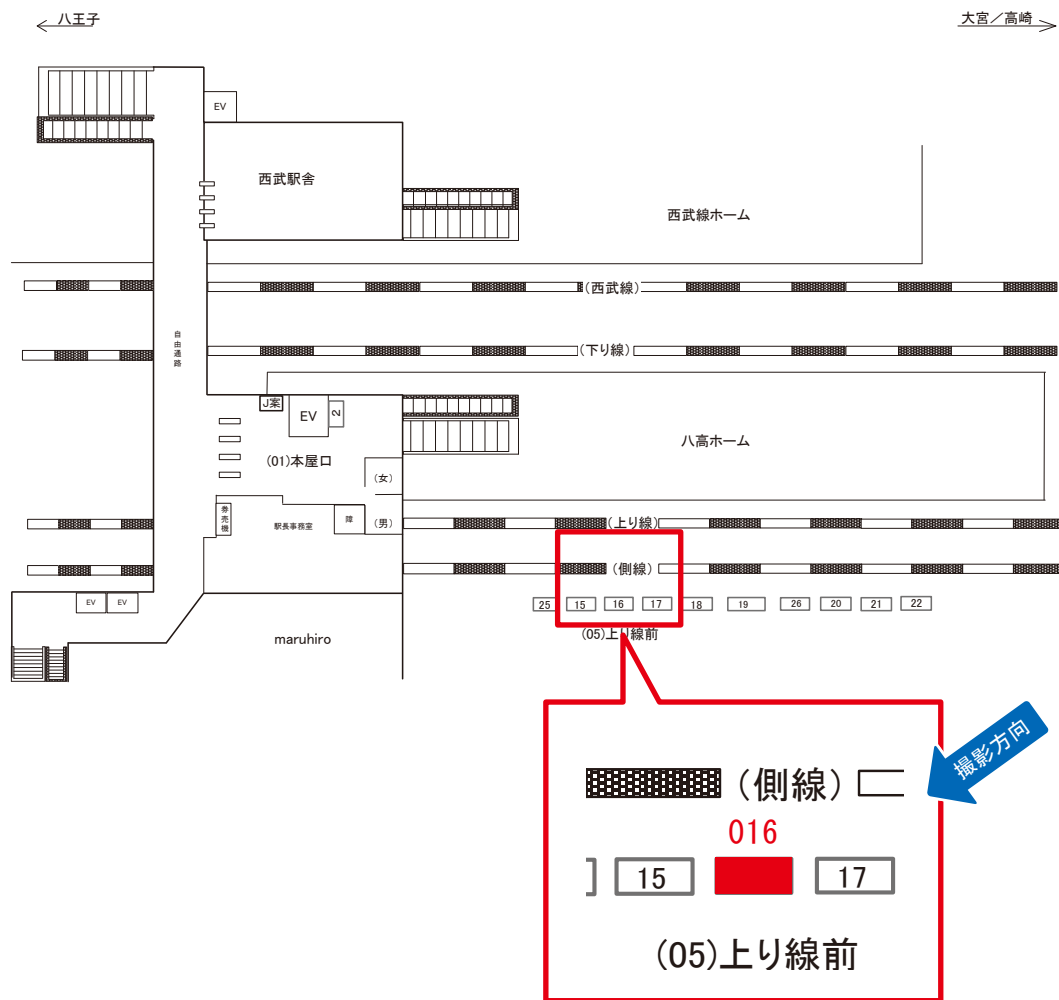 八王子
大宮／高崎
EV
西武駅舎
西武線ホーム
(西武線)
自由通路
(下り線)
J案
EV
2
八高ホーム
(01)本屋口
(女)
券売機
駅長事務室
障
(男)
(上り線)
(側線)
EV
EV
25
15
16
17
18
19
26
20
21
22
maruhiro
(05)上り線前
撮影方向
(側線)
016
15
17
(05)上り線前